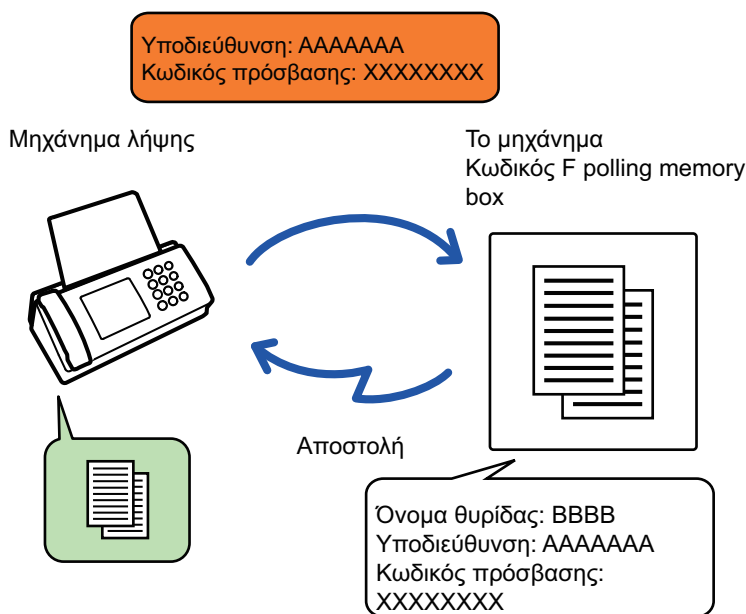 Υποδιεύθυνση: AAAAAAA
Κωδικός πρόσβασης: XXXXXXXX
Μηχάνημα λήψης
Το μηχάνημα
Κωδικός F polling memory
box
Αποστολή
Όνομα θυρίδας: BBBB
Υποδιεύθυνση: AAAAAAA
Κωδικός πρόσβασης:
XXXXXXXX